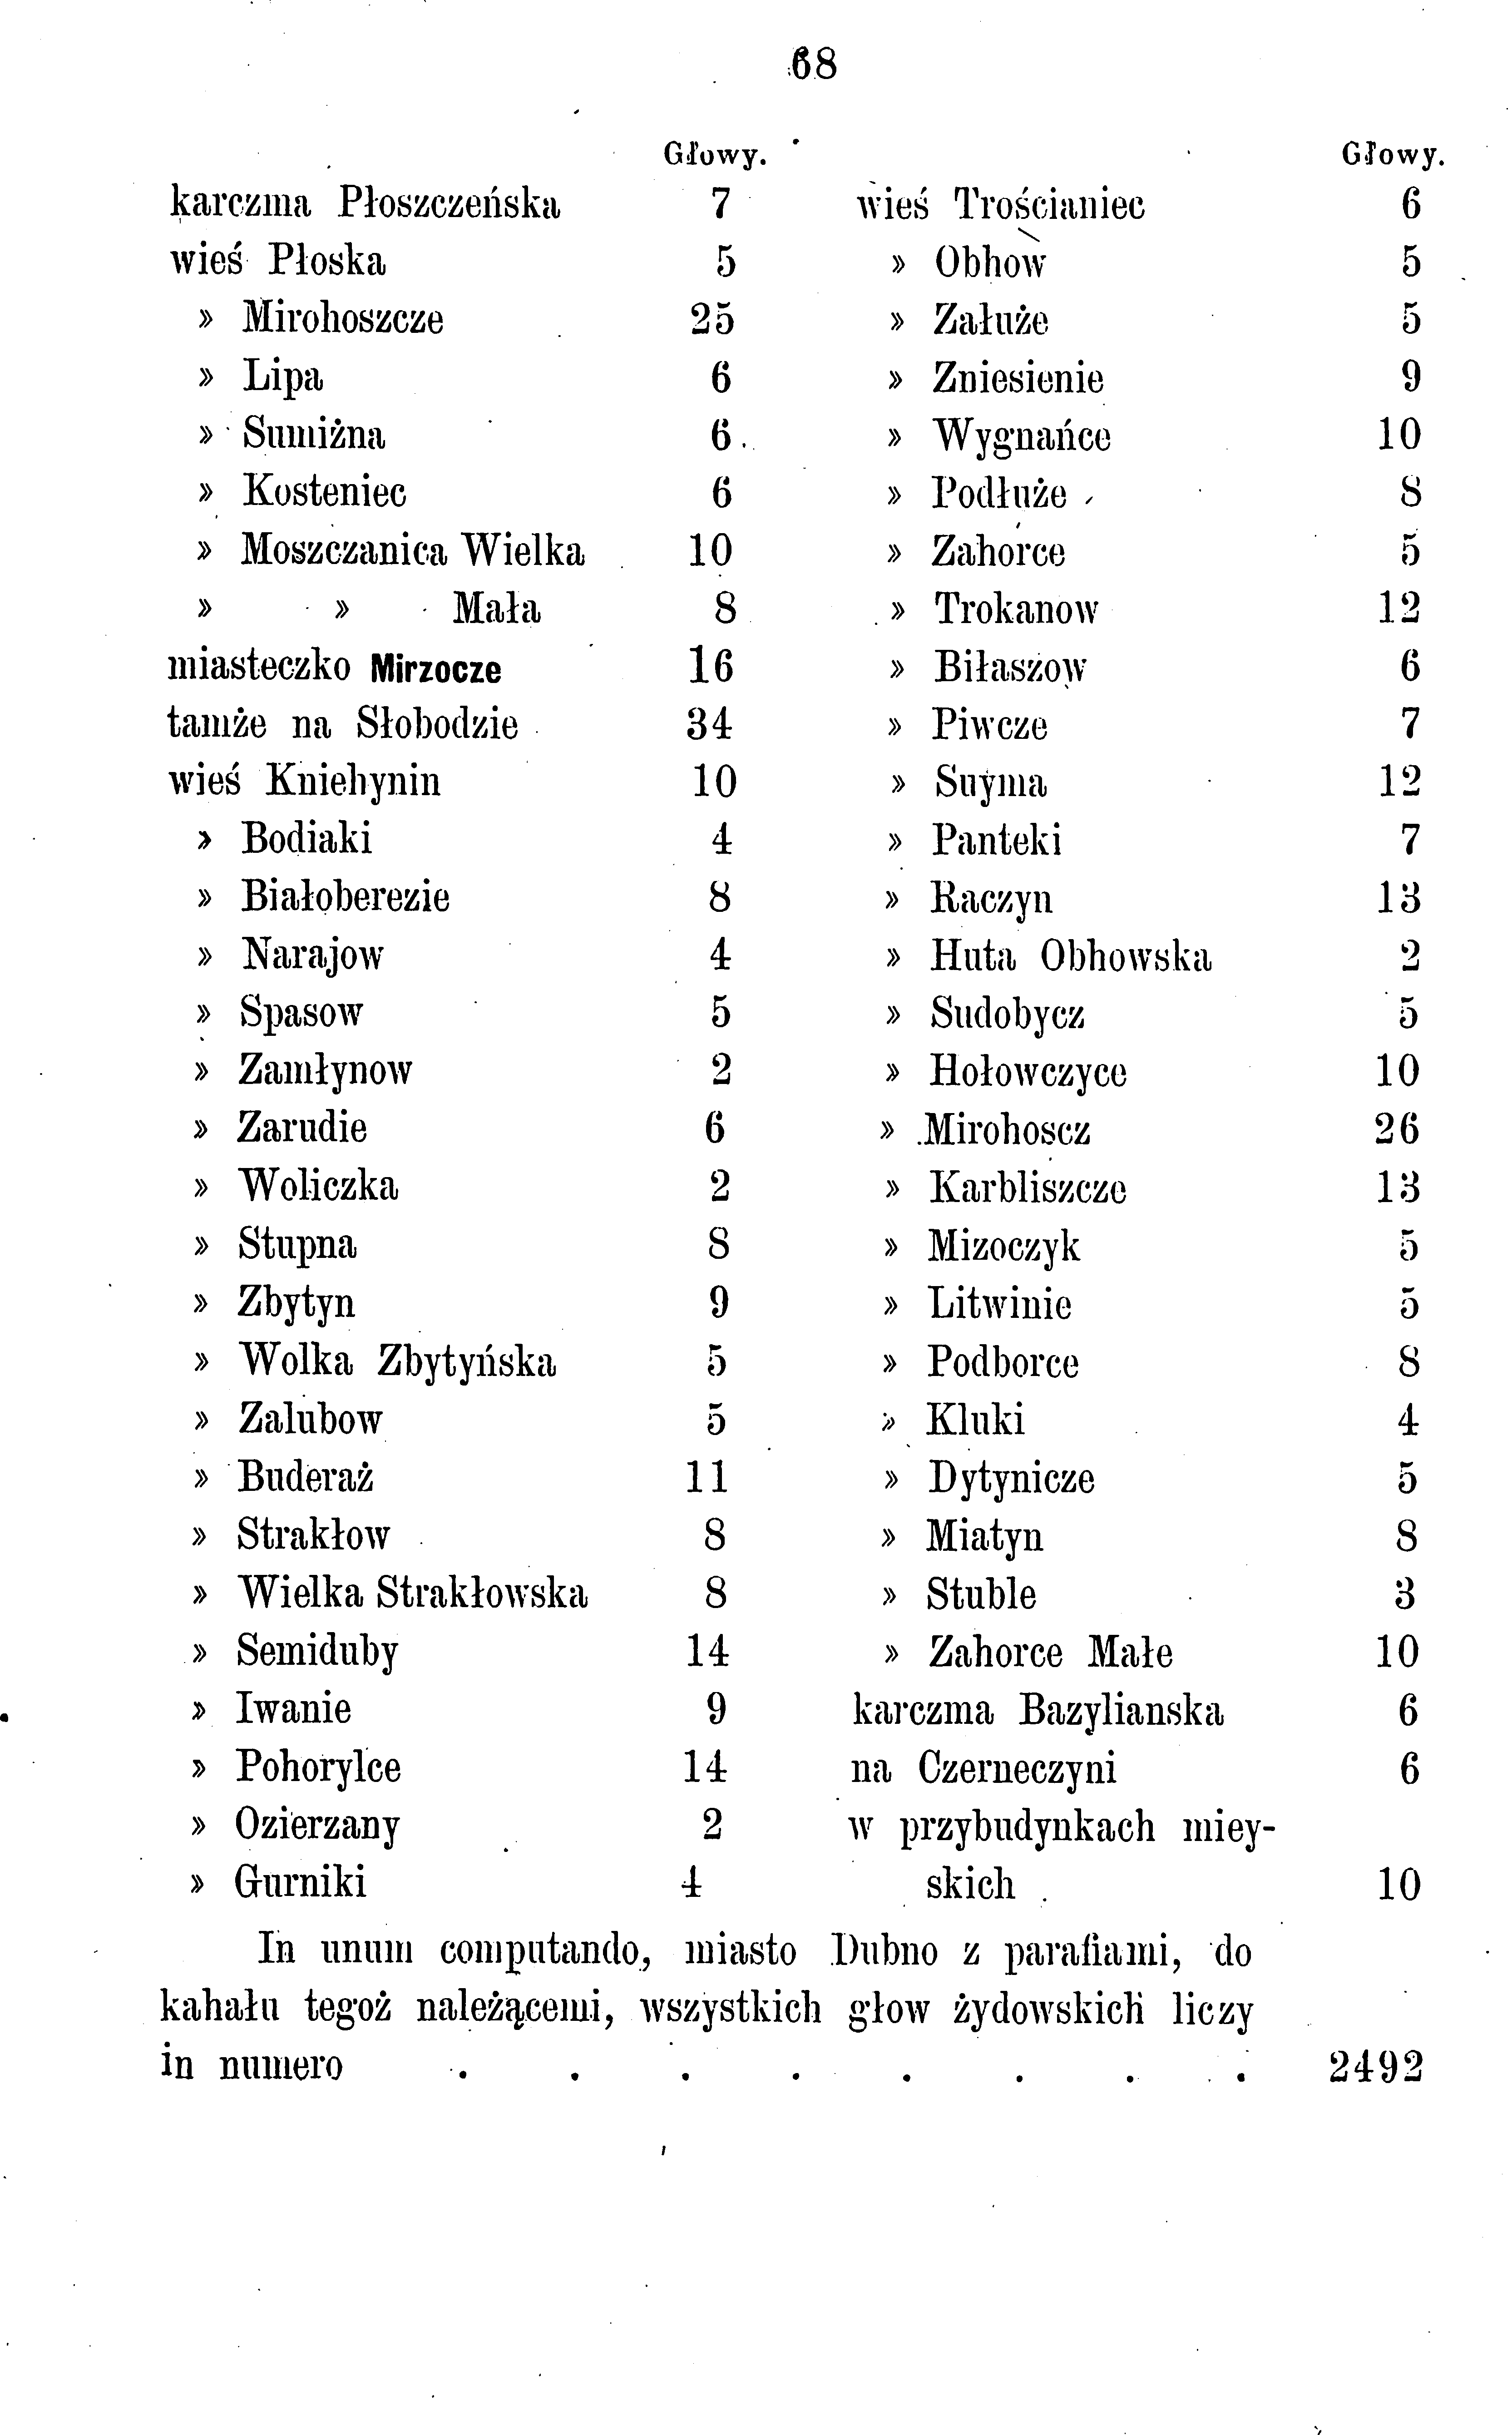 68
Głowy.
karczma Płoszczeńska 7
wieś Płoska 5
» Mirohoszcze 25
» Lipa 6
» Sumiżna 6
» Kosteniec 6
» Moszczanica Wielka 10
» » Mała 8
miasteczko Mirzocze 16
tamże na Słobodzie 34
wieś Kniehynin 10
» Bodiaki 4
» Białoberezie 8
» Narajow 4
» Spasow 5
» Zamłynow 2
» Zarudie 6
» Woliczka 2
» Stupna 8
» Zbytyn 9
» Wolka Zbytyńska 5
» Zalubow 5
» Buderaż 11
» Strakłow 8
» Wielka Strakłowska 8
» Semiduby 14
» Iwanie 9
» Pohorylce 14
» Ozierzany 2
» Gurniki 4
Głowy.
wieś Trościaniec 6
» Obhow 5
» Załuże 5
» Zniesienie 9
» Wygnańce 10
» Podłuże 8
» Zahorce 5
» Trokanow 12
» Biłaszow 6
» Piwcze 7
» Suyma 12
» Panteki 7
» Raczyn 13
» Huta Obhowska 2
» Sudobycz 5
» Hołowczyce 10
» Mirohoscz 26
» Karbliszcze 13
» Mizoczyk 5
» Litwinie 5
» Podborce 8
» Kluki 4
» Dytynicze 5
» Miatyn 8
» Stuble 3
» Zahorce Małe 10
karczma Bazylianska 6
na Czerneczyni 6
w przybudynkach miey-
skich 10
In unum computando, miasto Dubno z parafiami, do
kahału tegoż należącemi, wszystkich głow żydowskich liczy
in numero . . . . . . . . 2492